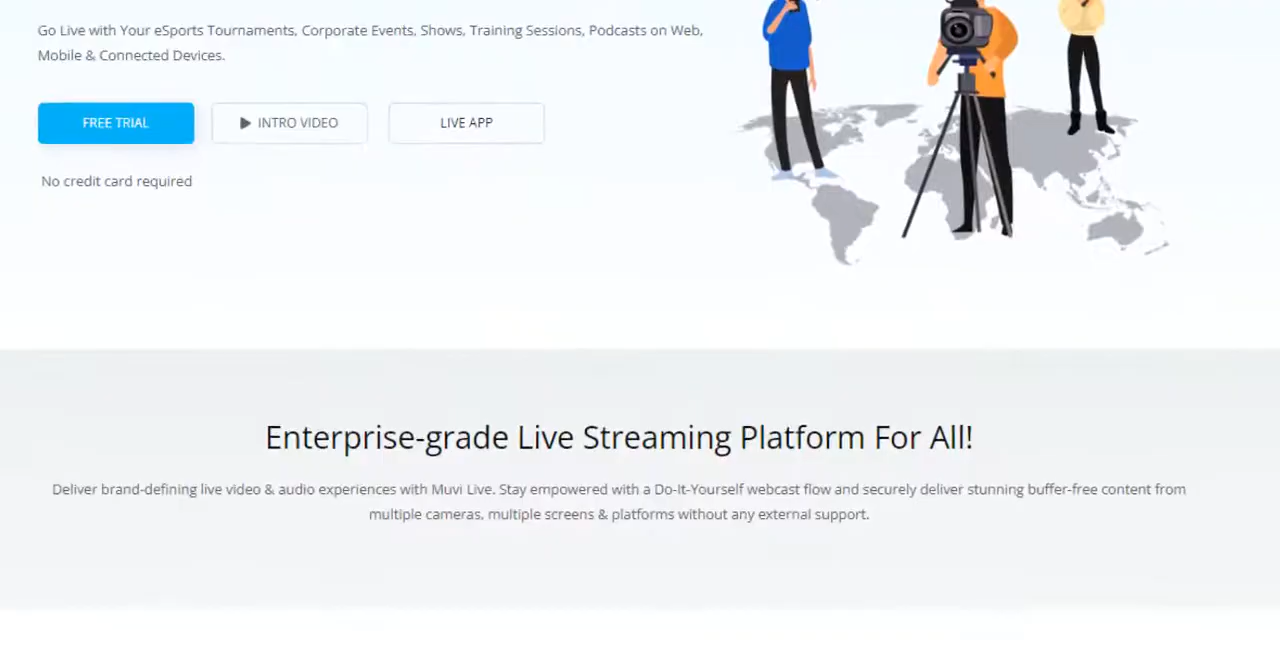 Go Live with Your eSports Tournaments, Corporate Events, Shows, Training Sessions, Podcasts on Web,
Mobile & Connected Devices.
FREE TRIAL
INTRO VIDEO
LIVE APP
No credit card required
Enterprise-grade Live Streaming Platform For All!
Deliver brand-defining live video & audio experiences with Muvi Live. Stay empowered with a Do-It-Yourself webcast flow and securely deliver stunning buffer-free content from
multiple cameras, multiple screens & platforms without any external support.